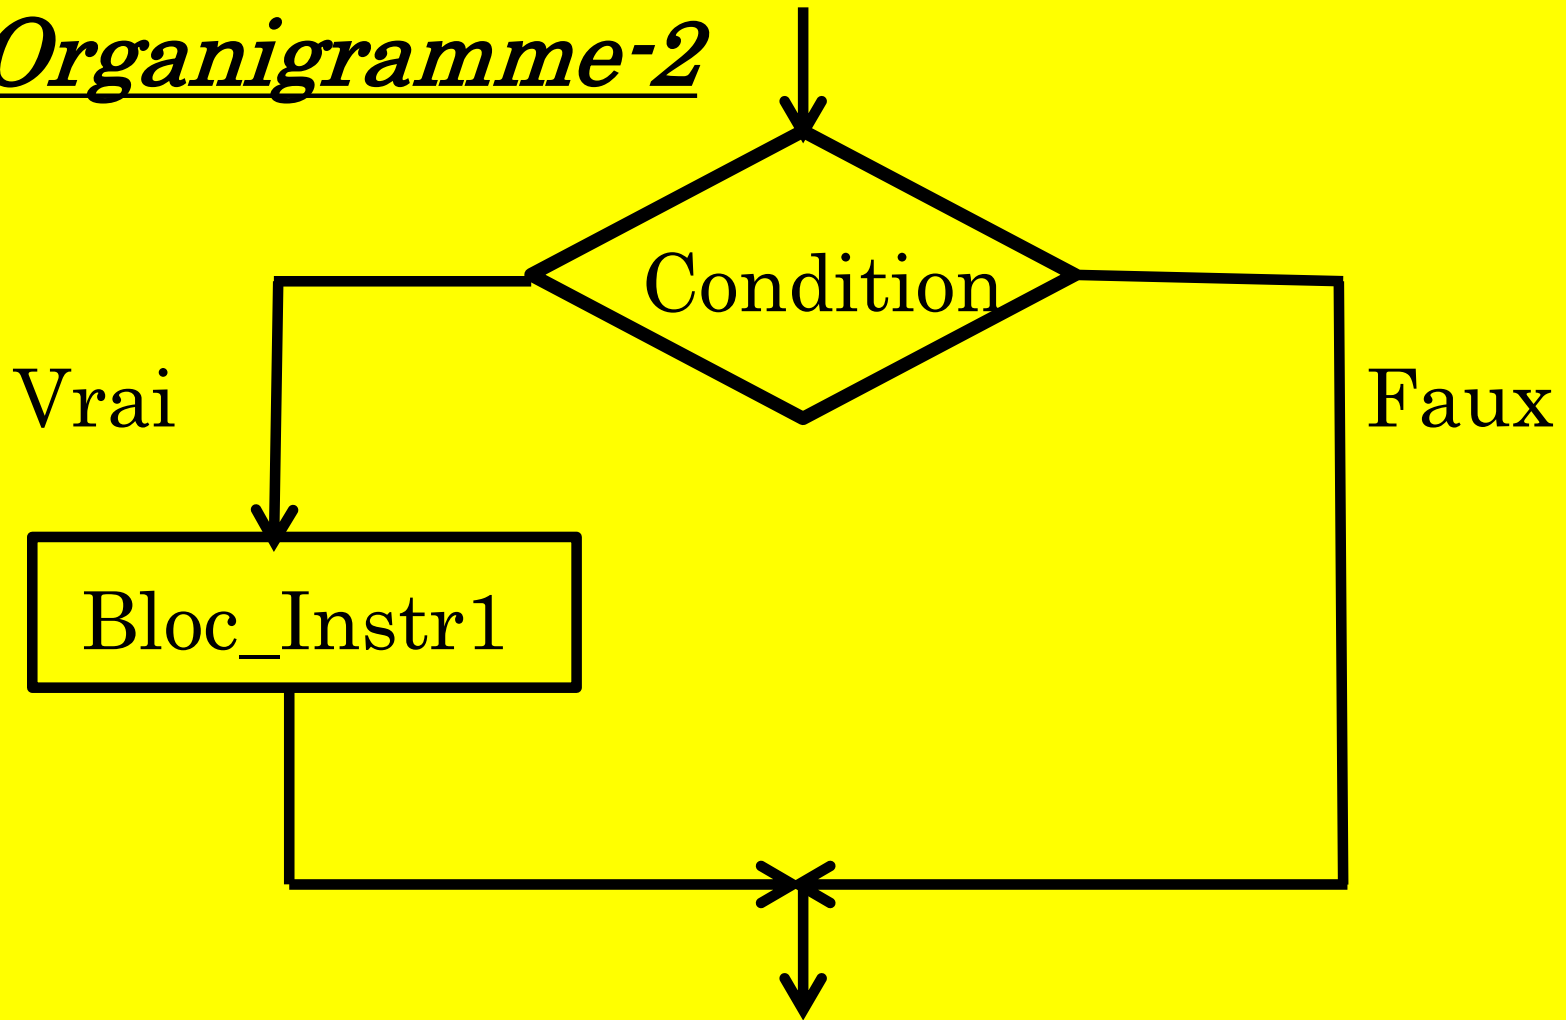 Organigramme-2
Condition
Vrai
Faux
Bloc_Instr1